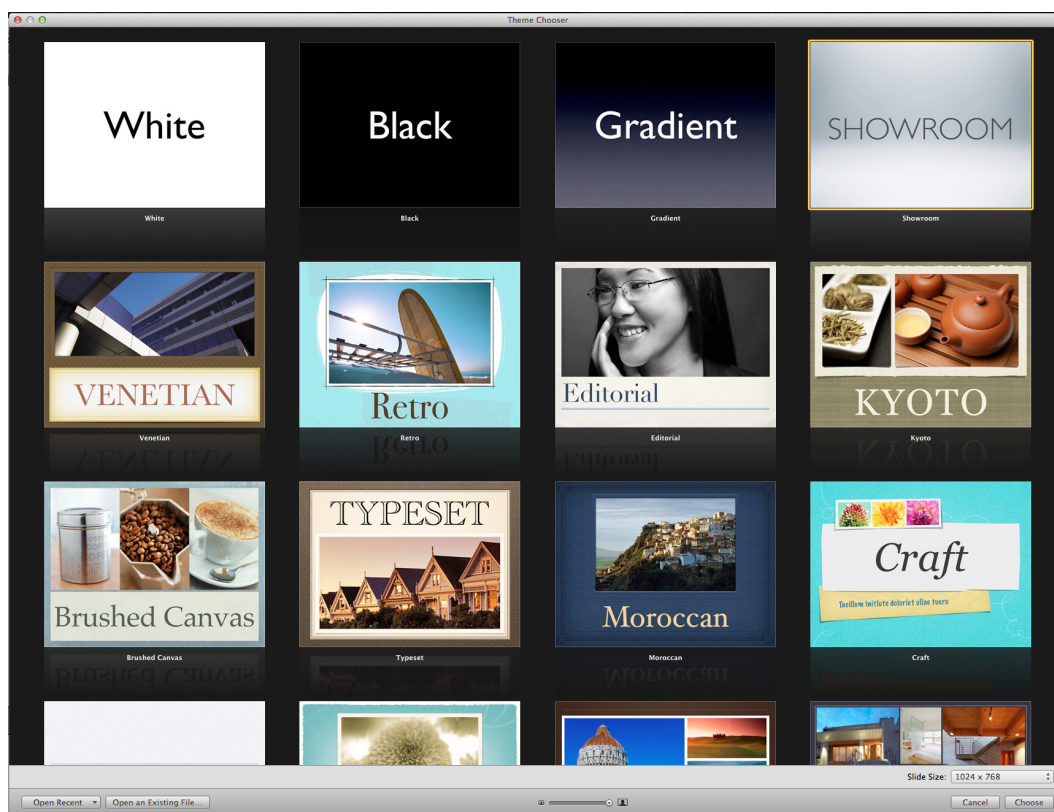 Theme Chooser
White
Black
Gradient
SHOWROOM
White
Black
Gradient
Showroom
VENETIAN
Retro
Editorial
KYOTO
Venetian
Retro
Editorial
Kyoto
Brushed Canvas
TYPESET
Moroccan
Craft
Tacillum initiute doloriet ullae tuero
Brushed Canvas
Typeset
Moroccan
Craft
Slide Size: 1024 x 768
Open Recent
Open an Existing File...
Cancel
Choose